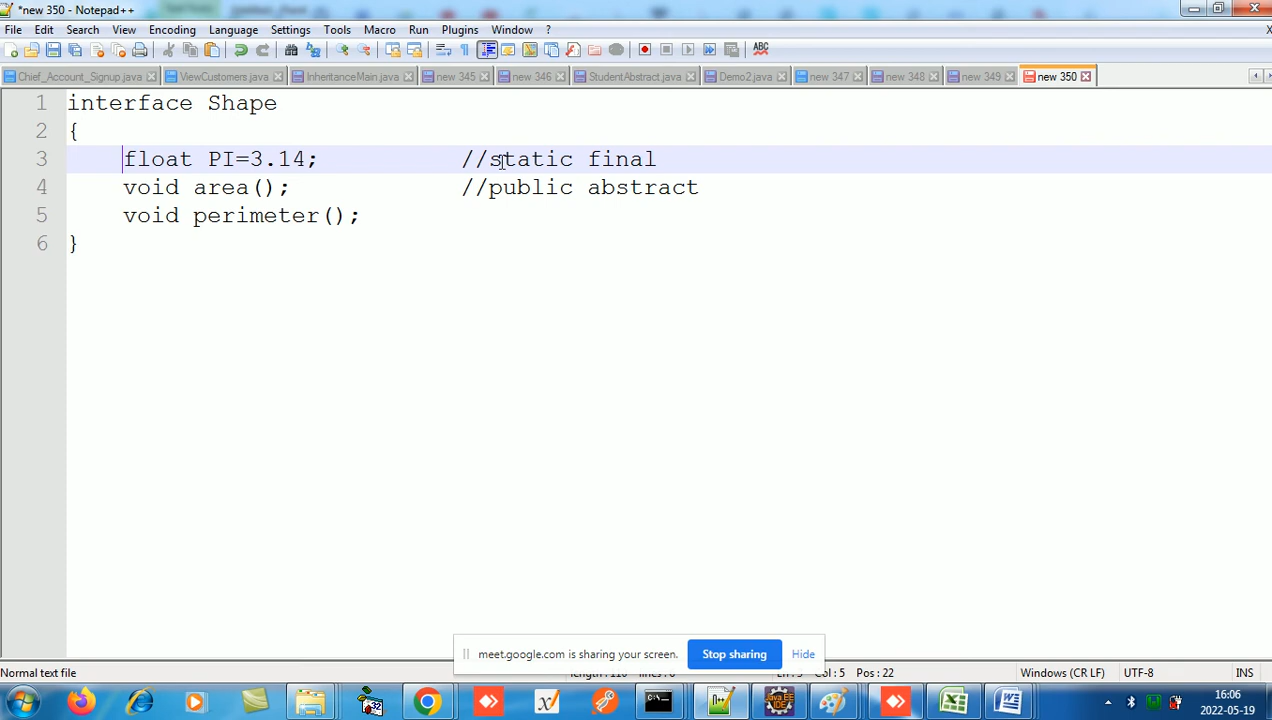 *new 350 - Notepad++
File Edit Search View Encoding Language Settings Tools Macro Run Plugins Window ? X
ABC
Chief_Account_Signup.java ViewCustomers.java InheritanceMain.java new 345 new 346 StudentAbstract.java Demo2.java new 347 new 348 new 349 new 350
1 interface Shape
2 {
3 float PI=3.14; //static final
4 void area(); //public abstract
5 void perimeter();
6 }
meet.google.com is sharing your screen. Stop sharing Hide
Normal text file Col : 5 Pos : 22 Windows (CR LF) UTF-8 INS
16:06
2022-05-19